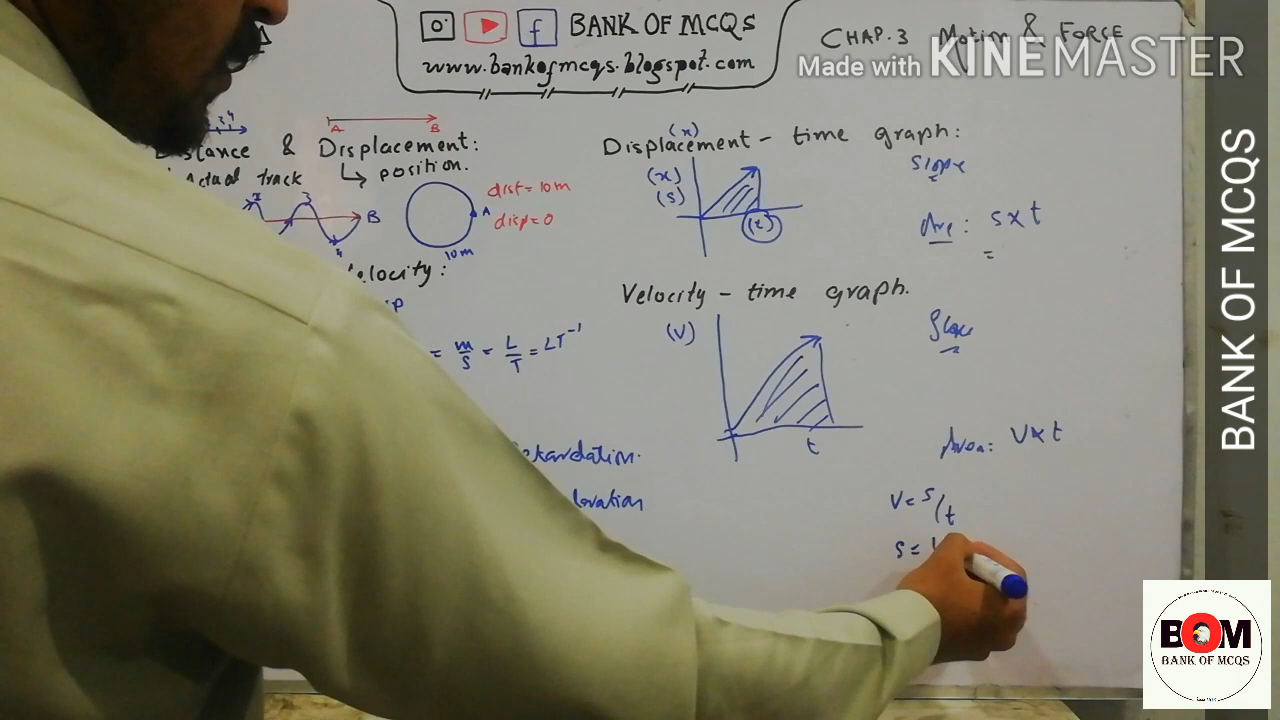 BANK OF MCQS
www.bankofmcqs.blogspot.com
CHAP.3 Motion & FORCE
Made with KINEMASTER
A B
Distance & Displacement:
Actual track
position.
B
A
dist = 10m
disp = 0
10m
Velocity:
= m/s = L/T = LT⁻¹
(x)
Displacement - time graph:
(x)
(s)
(t)
Slope
Are: s x t
Velocity - time graph.
(v)
t
Slope
Area: V x t
V = s/t
s =
BANK OF MCQS
BOM
BANK OF MCQS